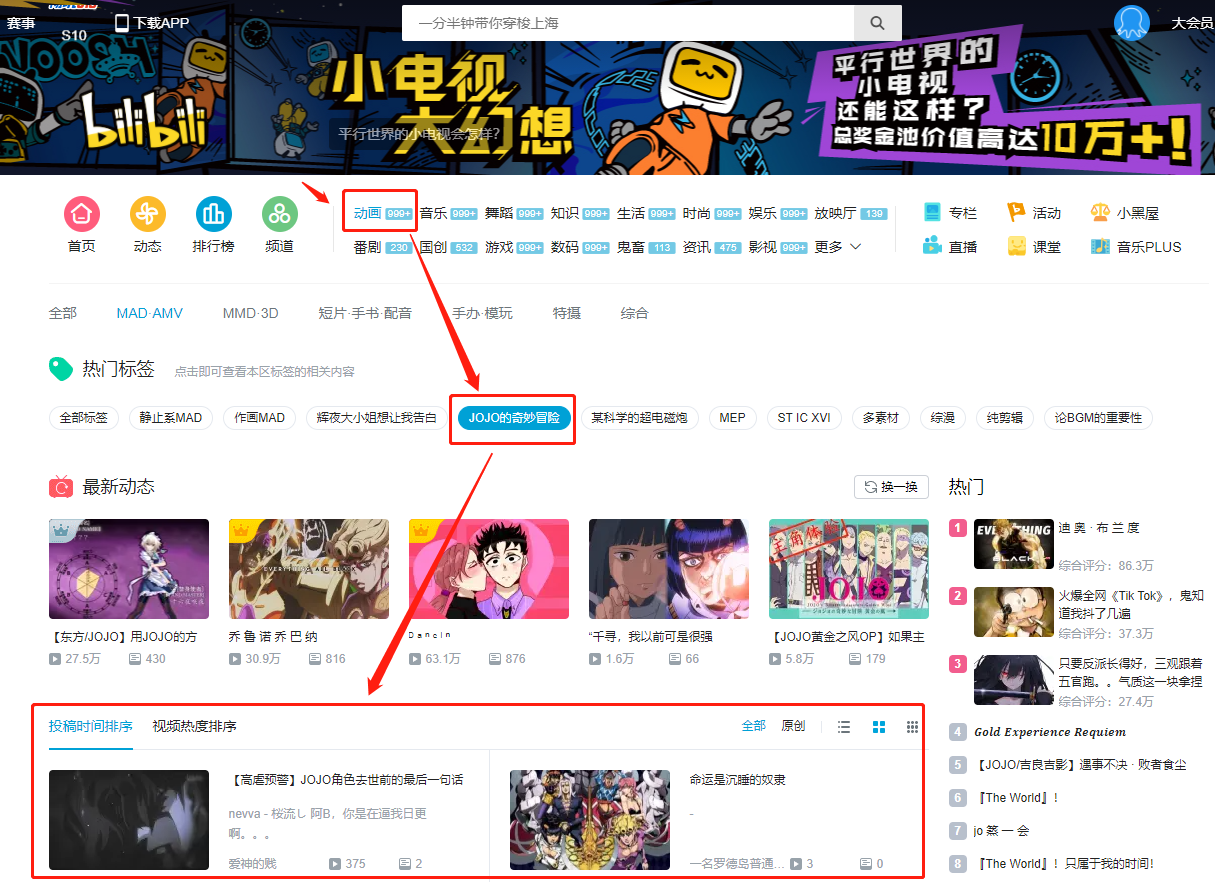 赛事
S10
下载APP
一分半钟带你穿梭上海
大会员
NOOSH
bilibili
小电视
大幻想
平行世界的小电视会怎样?
平行世界的
小电视
还能这样?
总奖金池价值高达10万+!
首页 动态 排行榜 频道
动画 999+ 音乐 999+ 舞蹈 999+ 知识 999+ 生活 999+ 时尚 999+ 娱乐 999+ 放映厅 139 专栏 活动 小黑屋
番剧 230 国创 532 游戏 999+ 数码 999+ 鬼畜 113 资讯 475 影视 999+ 更多 直播 课堂 音乐PLUS
全部 MAD·AMV MMD·3D 短片·手书·配音 手办·模玩 特摄 综合
热门标签 点击即可查看本区标签的相关内容
全部标签 静止系MAD 作画MAD 辉夜大小姐想让我告白 JOJO的奇妙冒险 某科学的超电磁炮 MEP ST IC XVI 多素材 综漫 纯剪辑 论BGM的重要性
最新动态 换一换
【东方/JOJO】用JOJO的方
27.5万 430
EVERYTHING ALL BLOCK
乔 鲁 诺 乔 巴 纳
30.9万 816
D a n c i n
63.1万 876
“千寻，我以前可是很强
1.6万 66
主角体验
JOJO
【JOJO黄金之风OP】如果主
5.8万 179
热门
1 迪 奥 · 布 兰 度
EVERYTHING
BLACK
综合评分：86.3万
2 火爆全网《Tik Tok》，鬼知
道我抖了几遍
综合评分：37.3万
3 只要反派长得好，三观跟着
五官跑。。气质这一块拿捏
综合评分：27.4万
4 Gold Experience Requiem
5 【JOJO/吉良吉影】遇事不决 · 败者食尘
6 『The World』！
7 jo 蒸 一 会
8 『The World』！只属于我的时间!
投稿时间排序 视频热度排序 全部 原创
【高虐预警】JOJO角色去世前的最后一句话
nevva - 桜流し 阿B，你是在逼我日更
啊。。。
爱神的贱 375 2
命运是沉睡的奴隶
-
一名罗德岛普通... 3 0